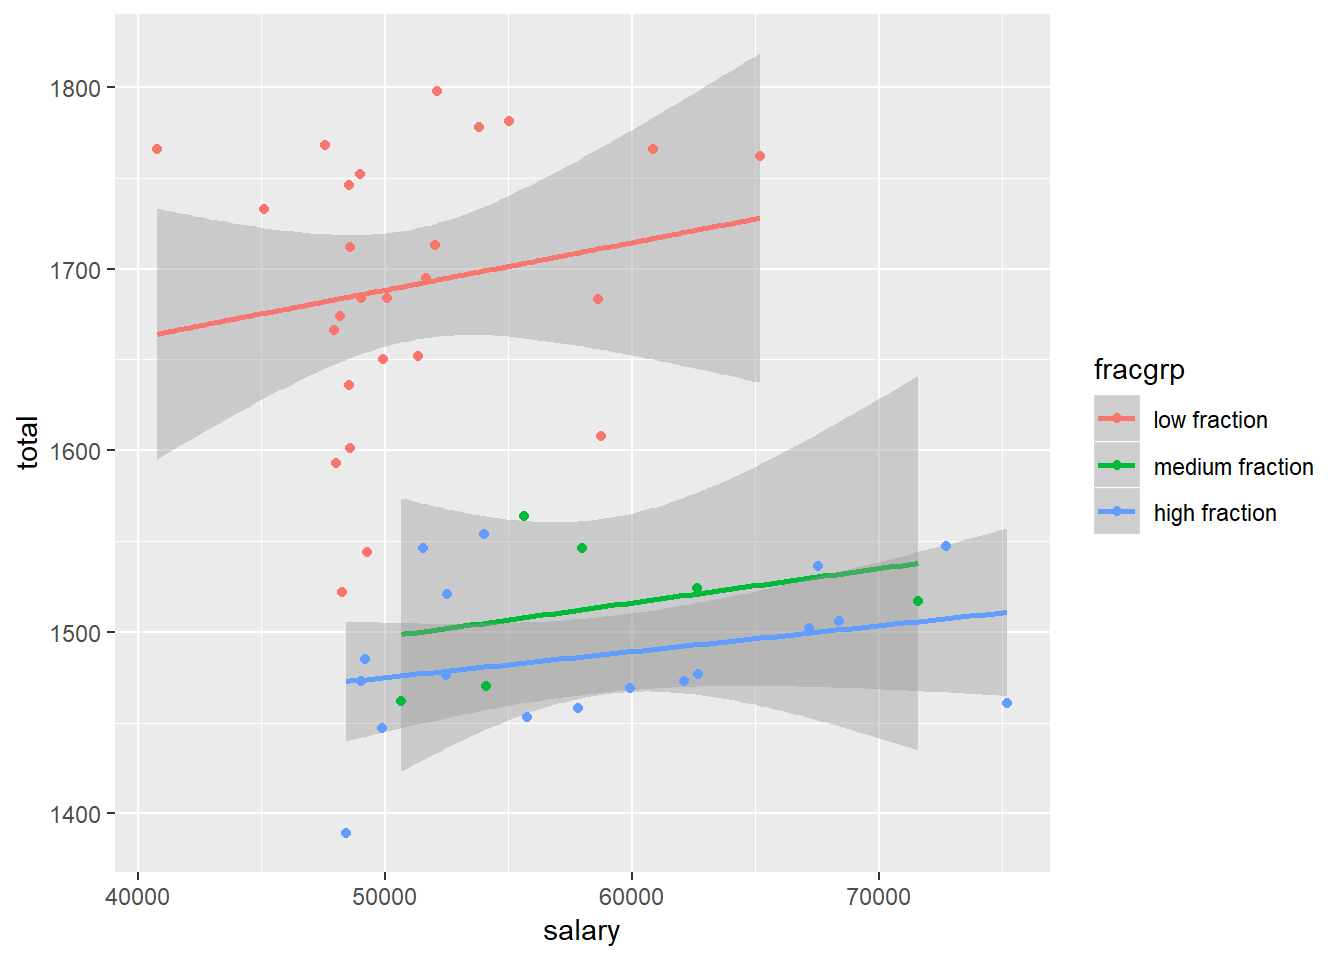 1800
1700
1600
1500
1400
total
40000 50000 60000 70000
salary
fracgrp
low fraction
medium fraction
high fraction